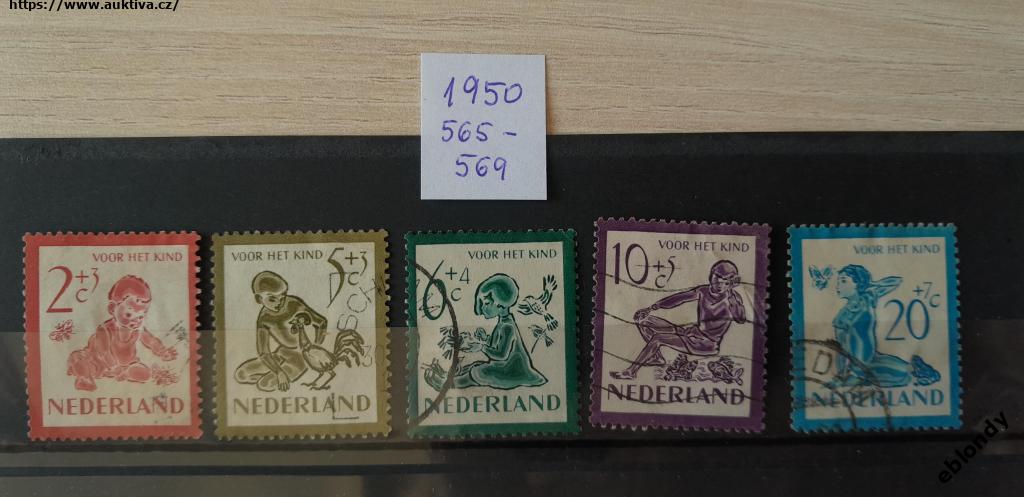 https://www.auktiva.cz/
1950
565-
569
2+3
c
VOOR HET KIND
NEDERLAND
VOOR HET KIND
5+3
c
NEDERLAND
VOOR HET KIND
6+4
c
NEDERLAND
VOOR HET KIND
10+5
c
NEDERLAND
VOOR HET KIND
20+7c
NEDERLAND
eblondy